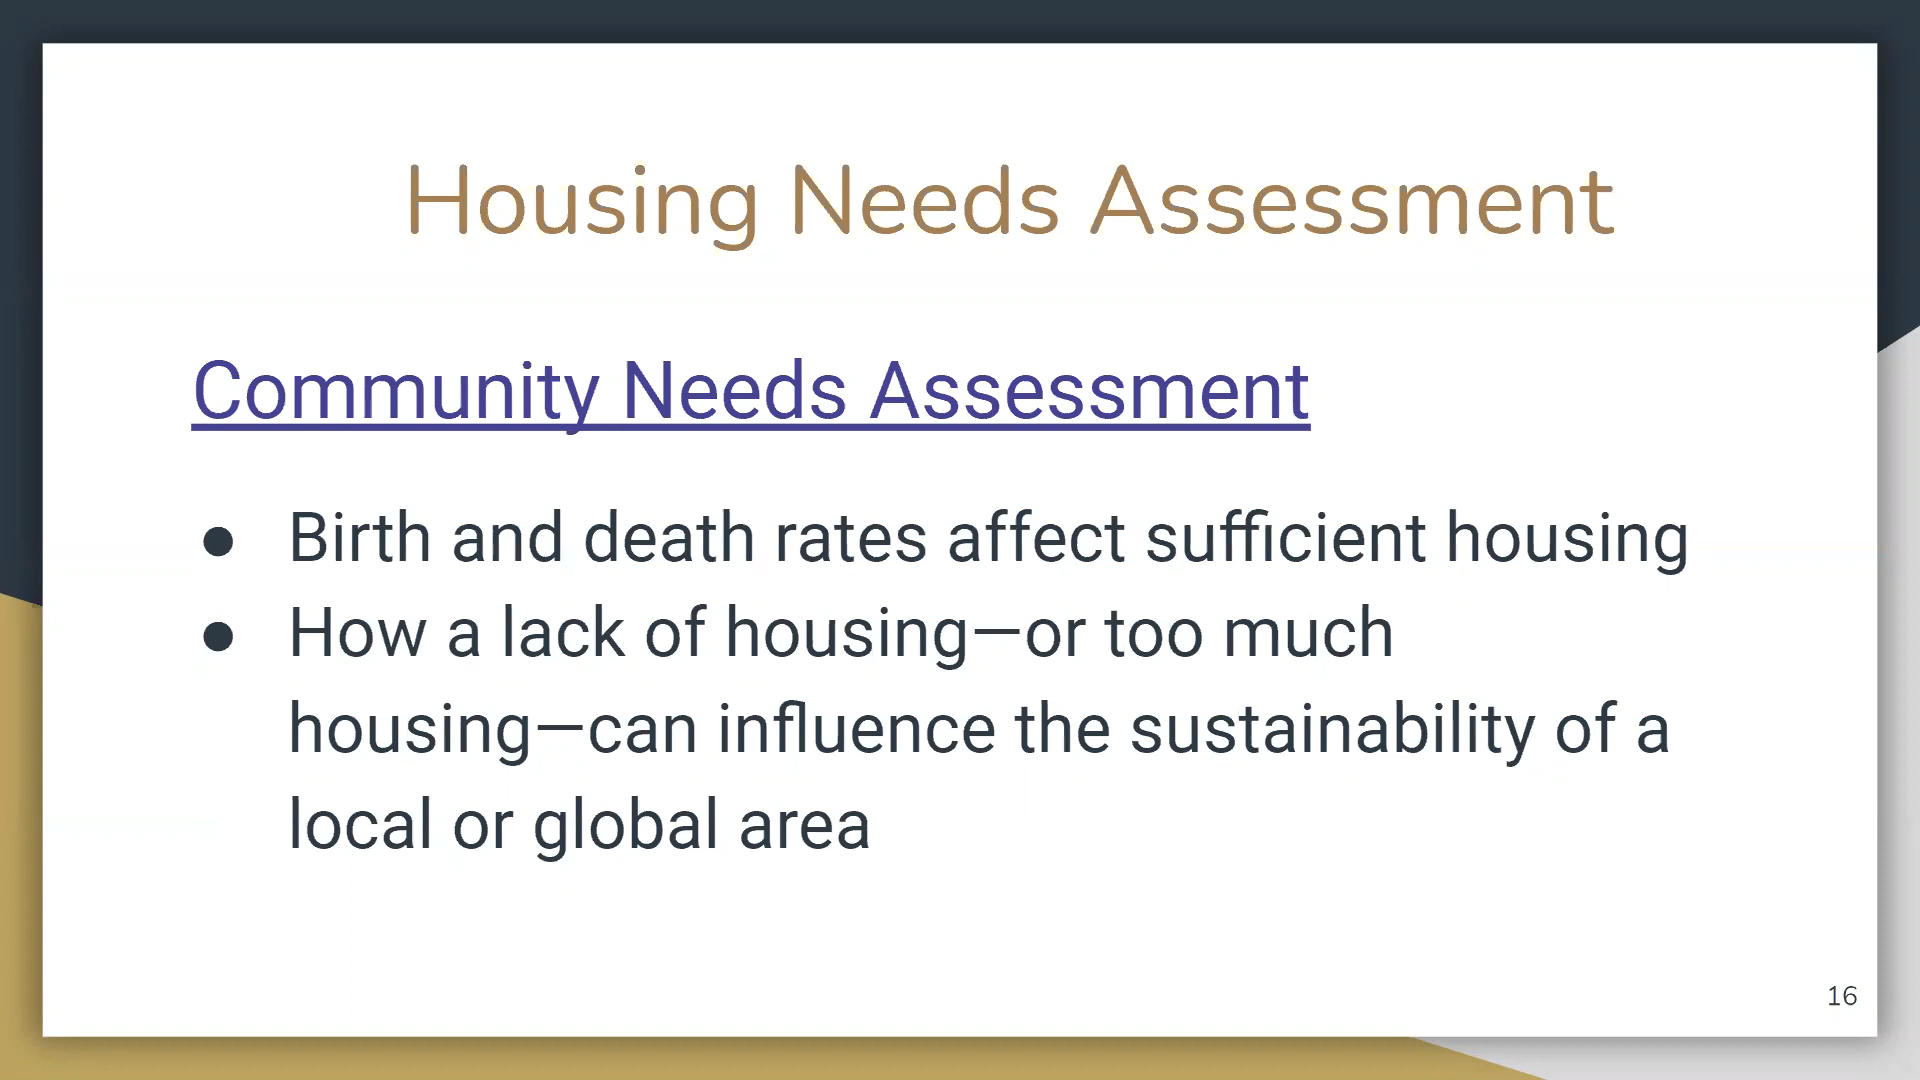 Housing Needs Assessment
Community Needs Assessment
● Birth and death rates affect sufficient housing
● How a lack of housing—or too much
housing—can influence the sustainability of a
local or global area
16